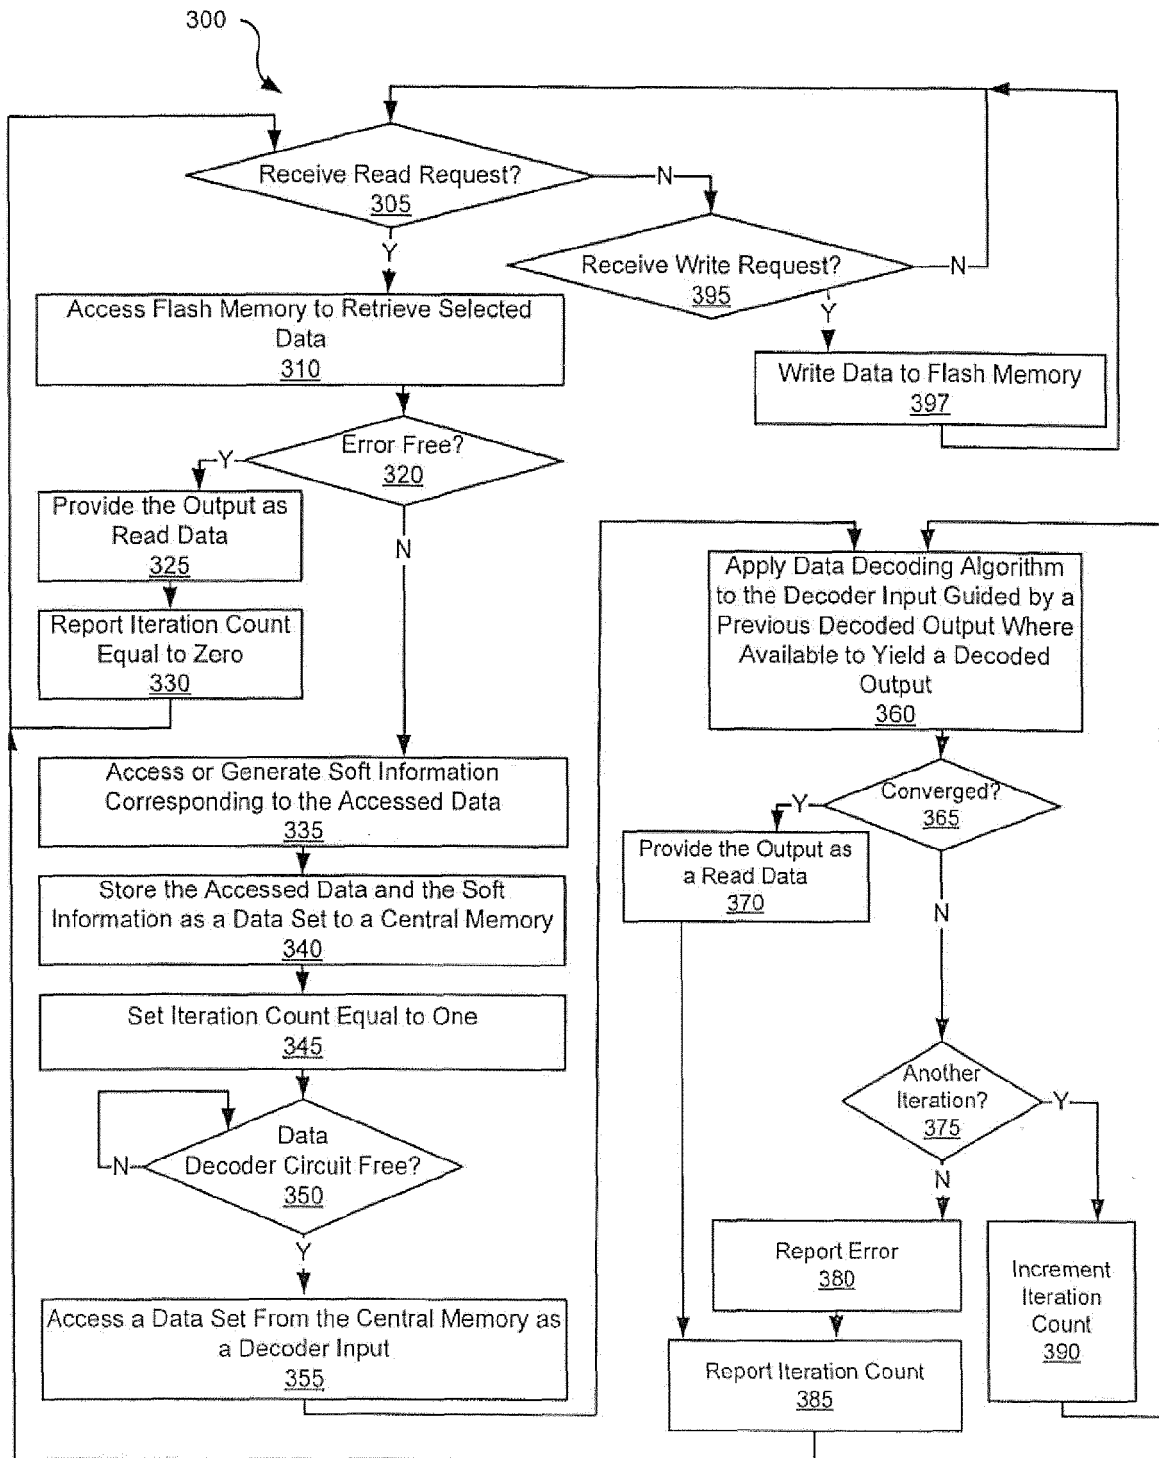 300
Receive Read Request?
305
N
Y
Receive Write Request?
395
N
Y
Write Data to Flash Memory
397
Access Flash Memory to Retrieve Selected
Data
310
Error Free?
320
Y
N
Provide the Output as
Read Data
325
Report Iteration Count
Equal to Zero
330
Access or Generate Soft Information
Corresponding to the Accessed Data
335
Store the Accessed Data and the Soft
Information as a Data Set to a Central Memory
340
Set Iteration Count Equal to One
345
Data
Decoder Circuit Free?
350
N
Y
Access a Data Set From the Central Memory as
a Decoder Input
355
Apply Data Decoding Algorithm
to the Decoder Input Guided by a
Previous Decoded Output Where
Available to Yield a Decoded
Output
360
Converged?
365
Y
N
Provide the Output as
a Read Data
370
Another
Iteration?
375
Y
N
Report Error
380
Increment
Iteration
Count
390
Report Iteration Count
385